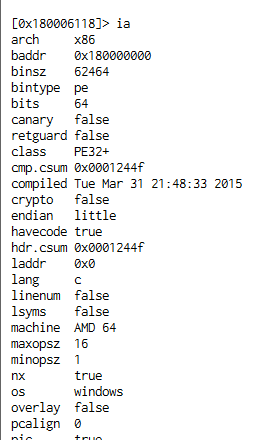 [0x180006118]> ia
arch     x86
baddr    0x180000000
binsz    62464
bintype  pe
bits     64
canary   false
retguard false
class    PE32+
cmp.csum 0x0001244f
compiled Tue Mar 31 21:48:33 2015
crypto   false
endian   little
havecode true
hdr.csum 0x0001244f
laddr    0x0
lang     c
linenum  false
lsyms    false
machine  AMD 64
maxopsz  16
minopsz  1
nx       true
os       windows
overlay  false
pcalign  0
pic      true